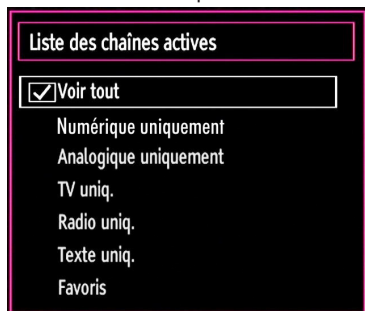 Liste des chaînes actives
Voir tout
Numérique uniquement
Analogique uniquement
TV uniq.
Radio uniq.
Texte uniq.
Favoris